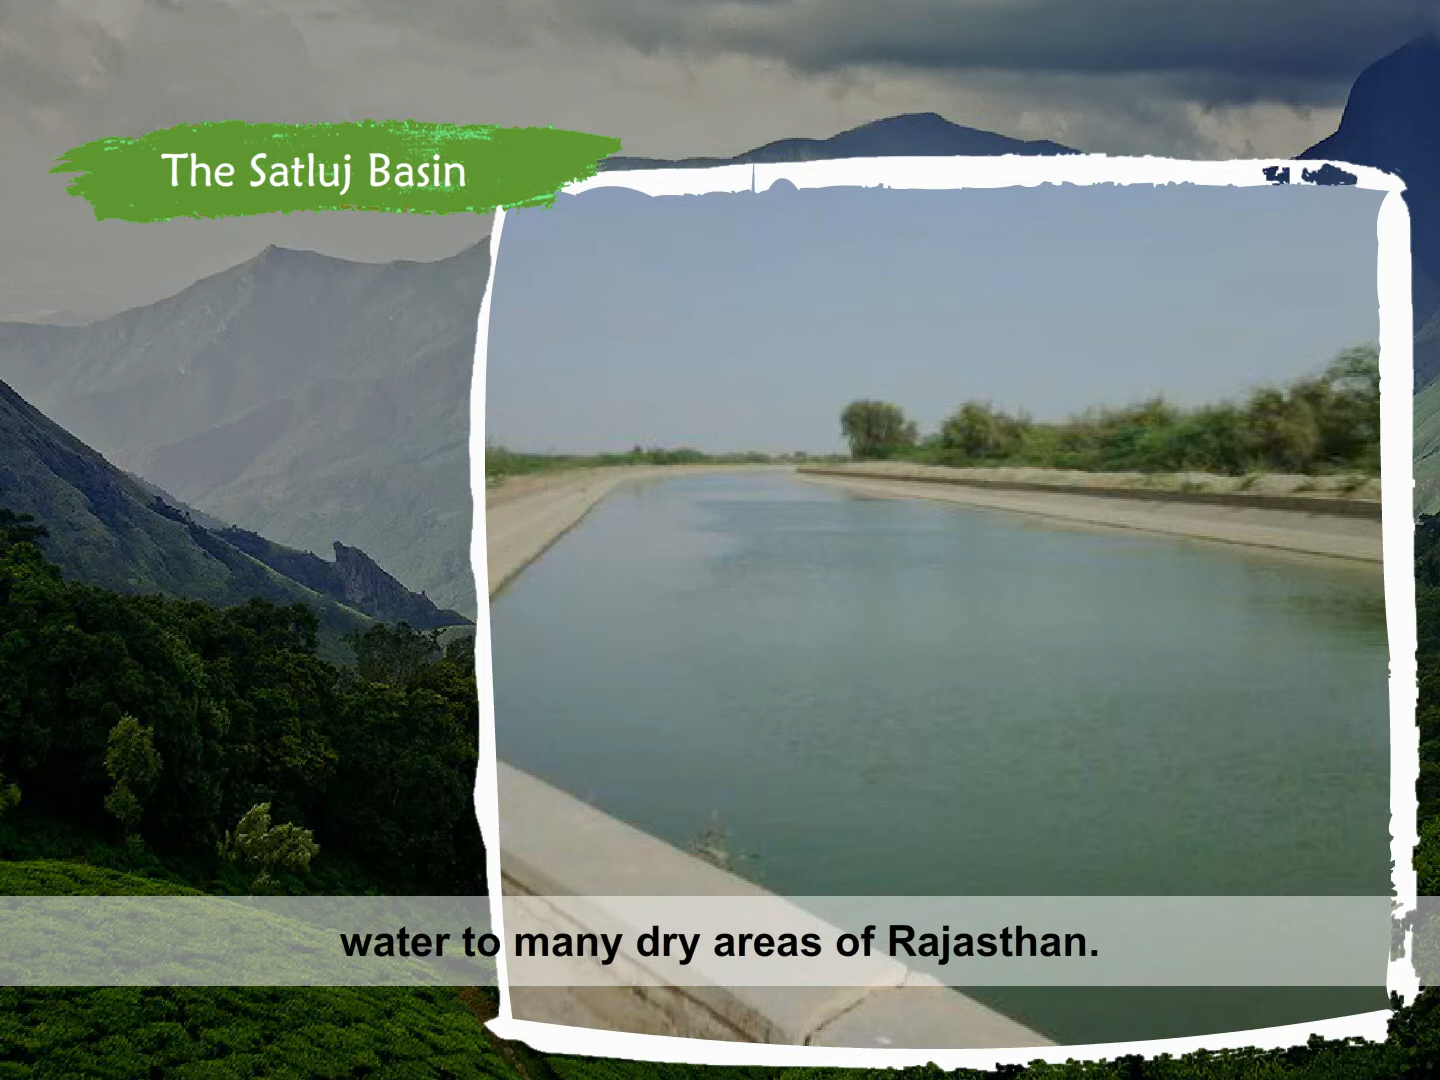 The Satluj Basin
water to many dry areas of Rajasthan.